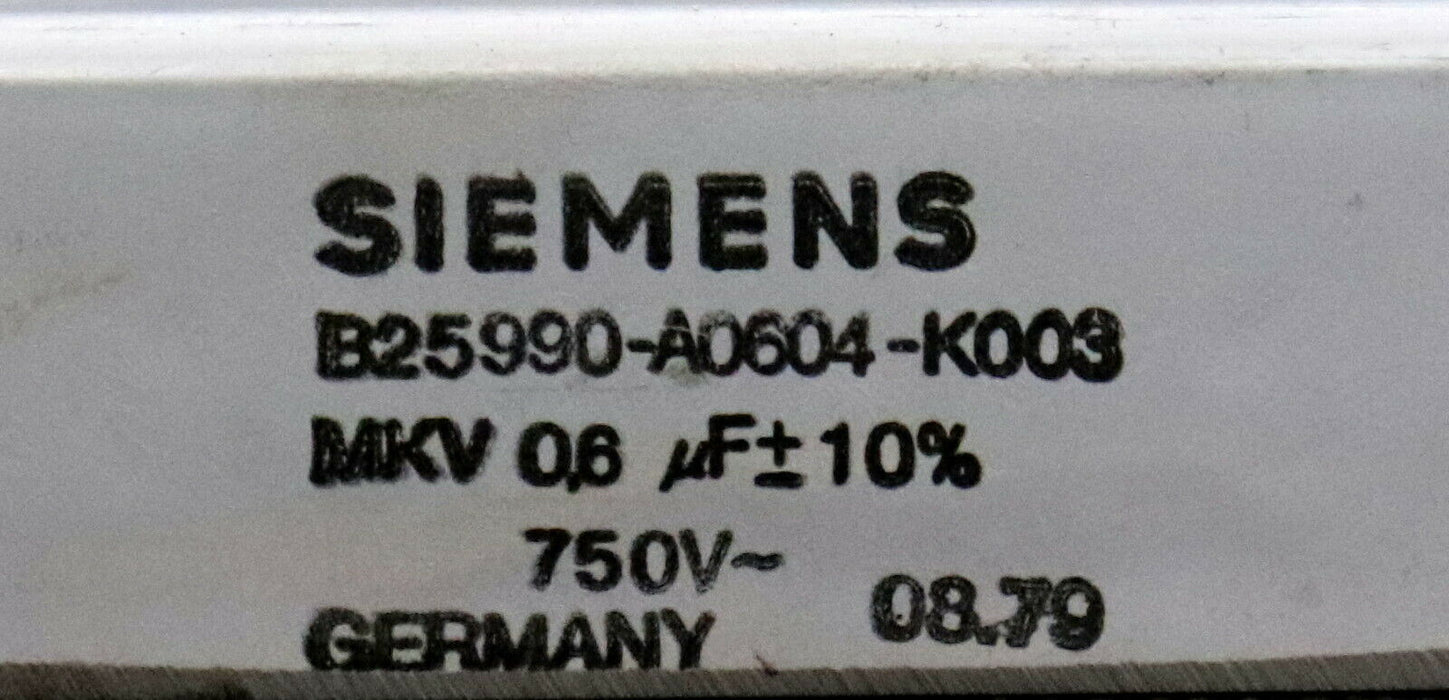 SIEMENS
B25990-A0604-K003
MKV 0,6 µF ± 10%
750V~
08.79
GERMANY